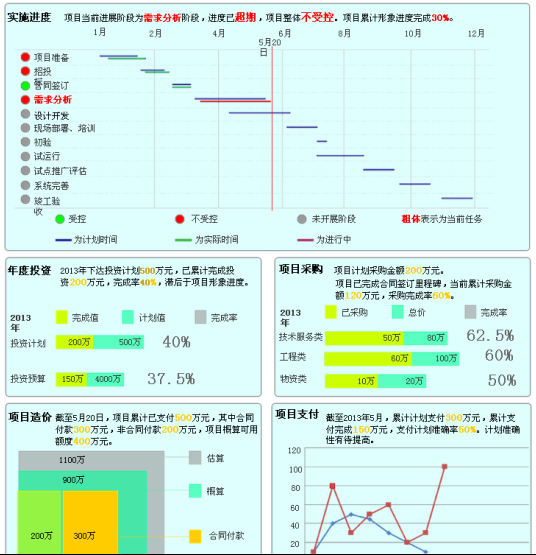 实施进度
项目当前进展阶段为需求分析阶段，进度已超期，项目整体不受控。项目累计形象进度完成30%。
1月 2月 4月 5月20日 6月 8月 10月 12月
项目准备
招投标
合同签订
需求分析
设计开发
现场部署、培训
初验
试运行
试点推广评估
系统完善
竣工验收
受控 不受控 未开展阶段 粗体表示为当前任务
为计划时间 为实际时间 为进行中
年度投资
2013年下达投资计划500万元，已累计完成投
资200万元，完成率40%，滞后于项目形象进度。
2013年 完成值 计划值 完成率
投资计划 200万 500万 40%
投资预算 150万 4000万 37.5%
项目采购
项目计划采购金额200万元。
项目已完成合同签订里程碑，当前累计采购金
额120万元，采购完成率60%。
2013年 已采购 总价 完成率
技术服务类 50万 80万 62.5%
工程类 60万 100万 60%
物资类 10万 20万 50%
项目造价
截至5月20日，项目累计已支付500万元，其中合同
付款300万元，非合同付款200万元，项目概算可用
额度400万元。
1100万 估算
900万 概算
200万 300万 合同付款
项目支付
截至2013年5月，累计计划支付300万元，累计支
付完成150万元，支付计划准确率50%。计划准确
性有待提高。
120
100
80
60
40
20